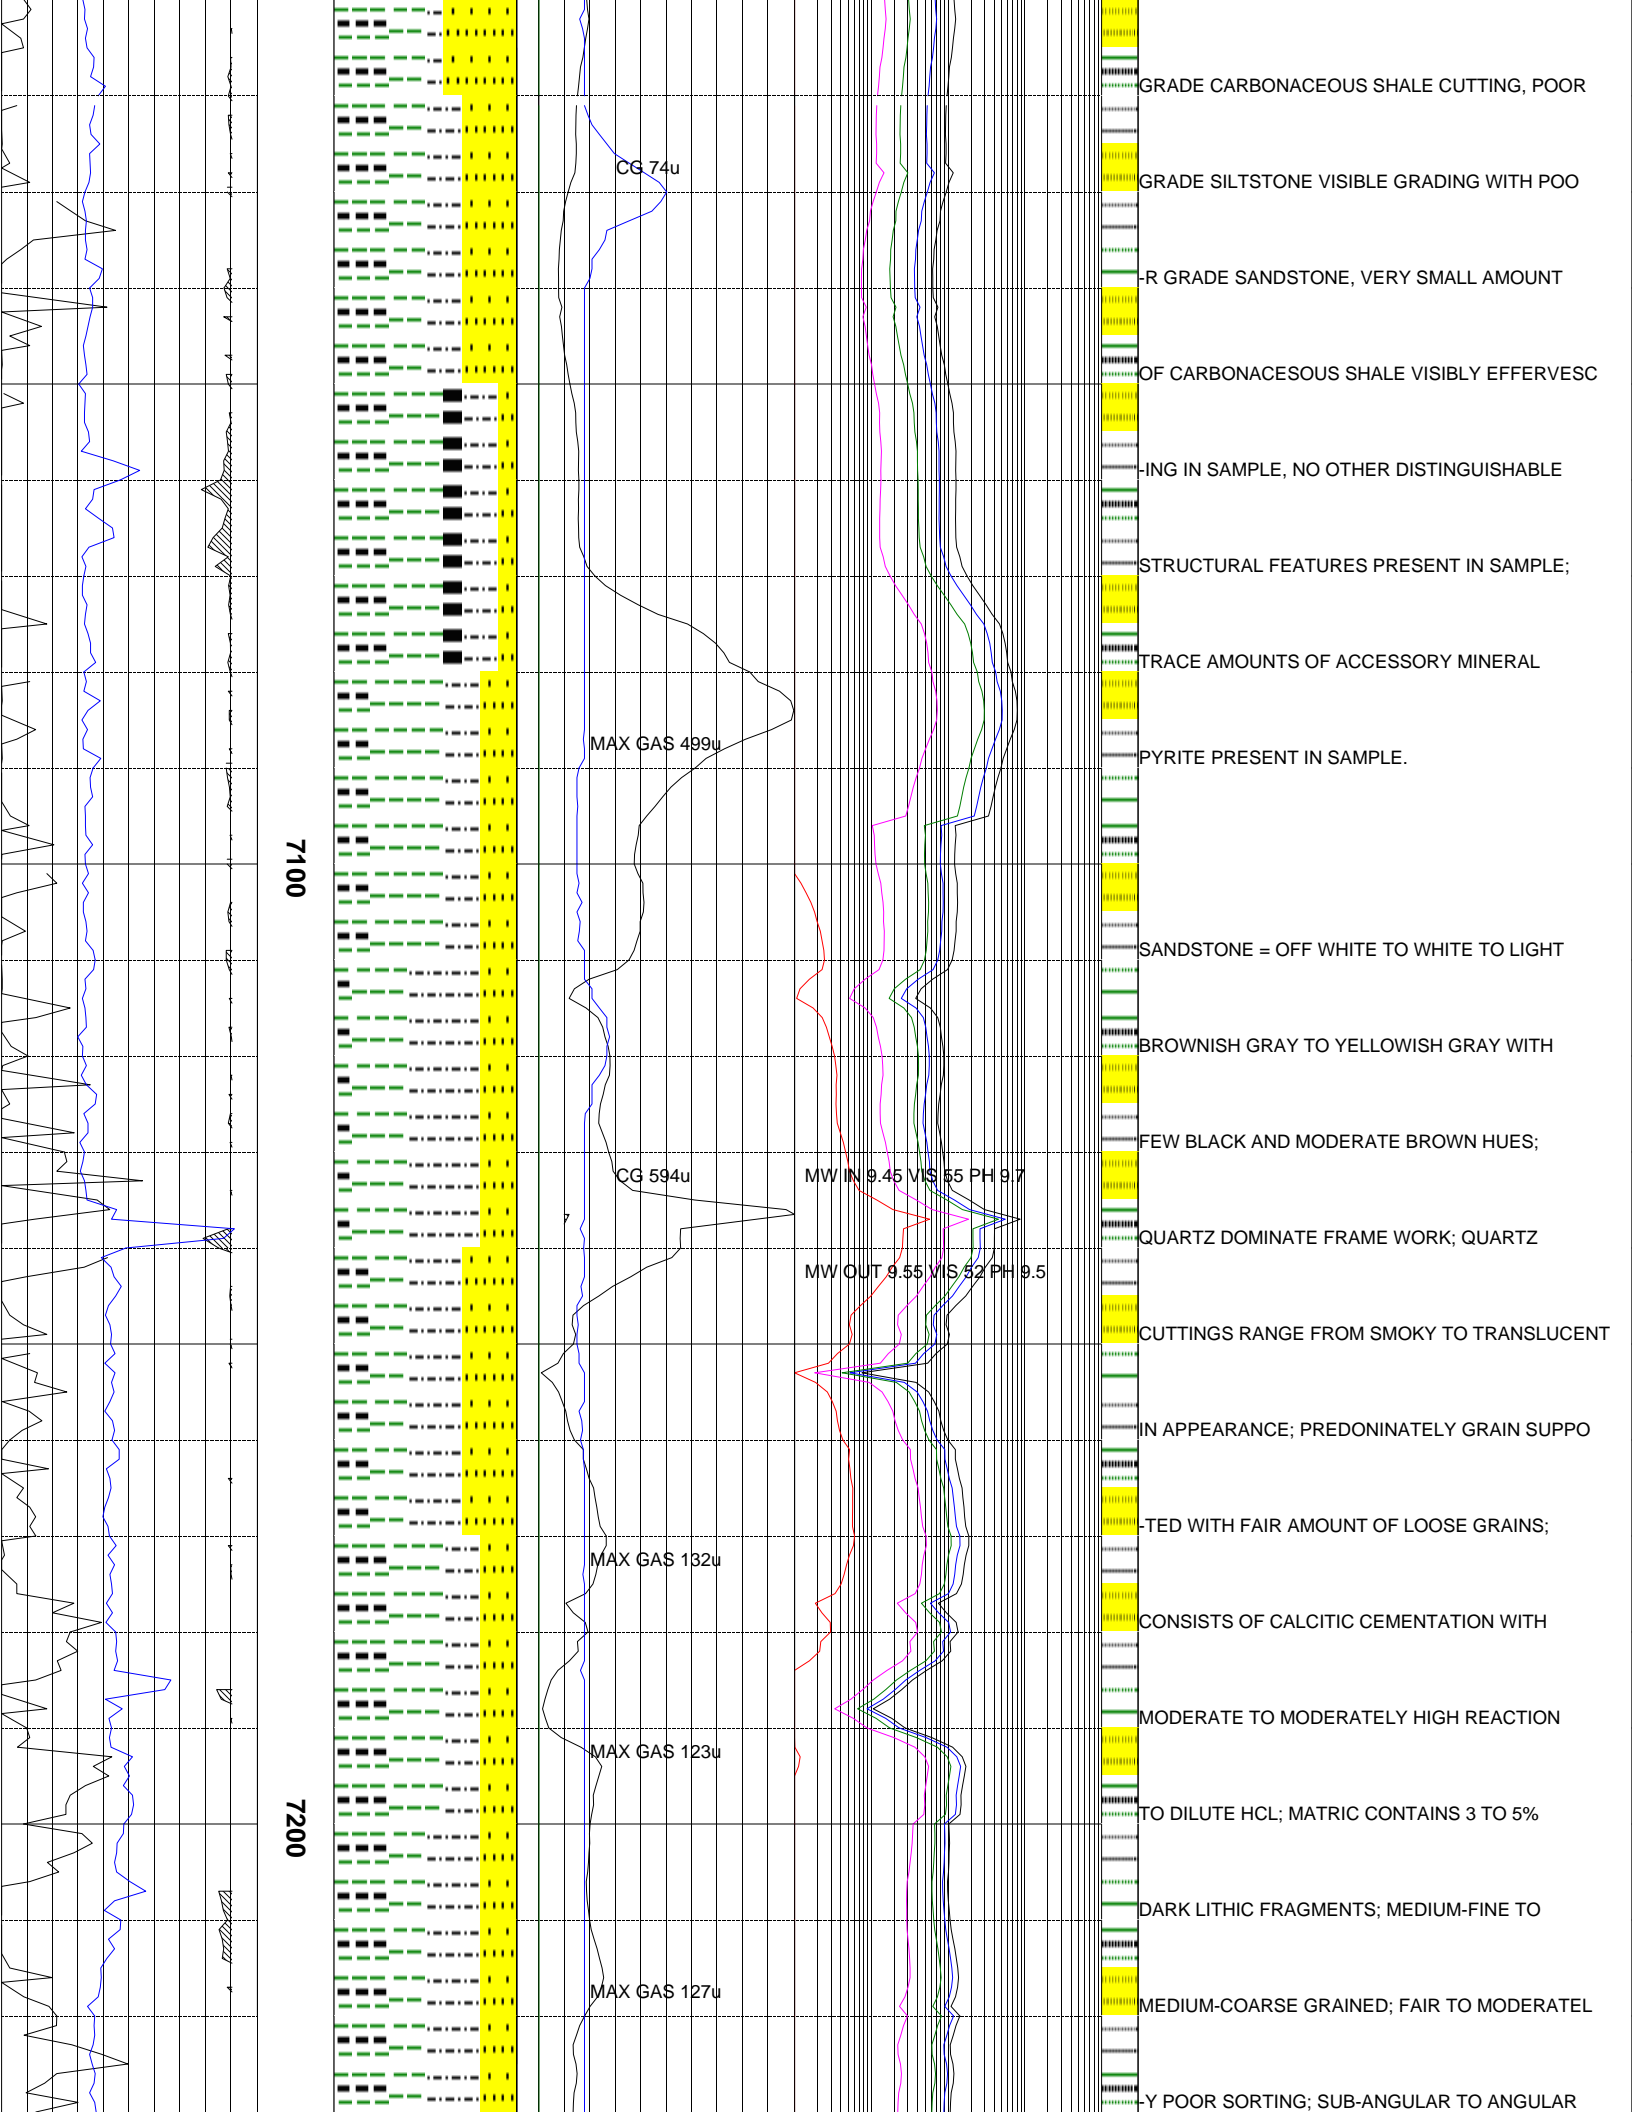 GRADE CARBONACEOUS SHALE CUTTING, POOR
CG 74u
GRADE SILTSTONE VISIBLE GRADING WITH POO
-R GRADE SANDSTONE, VERY SMALL AMOUNT
OF CARBONACESOUS SHALE VISIBLY EFFERVESC
-ING IN SAMPLE, NO OTHER DISTINGUISHABLE
STRUCTURAL FEATURES PRESENT IN SAMPLE;
TRACE AMOUNTS OF ACCESSORY MINERAL
MAX GAS 499u
PYRITE PRESENT IN SAMPLE.
7100
SANDSTONE = OFF WHITE TO WHITE TO LIGHT
BROWNISH GRAY TO YELLOWISH GRAY WITH
FEW BLACK AND MODERATE BROWN HUES;
CG 594u
MW IN 9.45 VIS 55 PH 9.7
QUARTZ DOMINATE FRAME WORK; QUARTZ
MW OUT 9.55 VIS 52 PH 9.5
CUTTINGS RANGE FROM SMOKY TO TRANSLUCENT
IN APPEARANCE; PREDONINATELY GRAIN SUPPO
-TED WITH FAIR AMOUNT OF LOOSE GRAINS;
MAX GAS 132u
CONSISTS OF CALCITIC CEMENTATION WITH
MODERATE TO MODERATELY HIGH REACTION
MAX GAS 123u
7200
TO DILUTE HCL; MATRIC CONTAINS 3 TO 5%
DARK LITHIC FRAGMENTS; MEDIUM-FINE TO
MAX GAS 127u
MEDIUM-COARSE GRAINED; FAIR TO MODERATEL
-Y POOR SORTING; SUB-ANGULAR TO ANGULAR